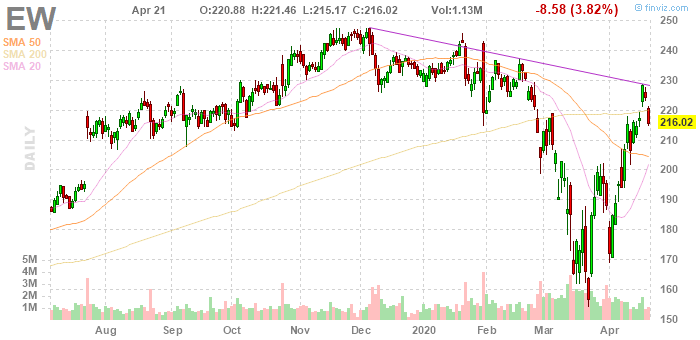 EW Apr 21 O:220.88 H:221.46 L:215.17 C:216.02 Vol:1.13M -8.58 (3.82%) © finviz.com
SMA 50
SMA 200
SMA 20
DAILY
250
240
230
220
216.02
210
200
190
180
170
160
150
5M
4M
3M
2M
1M
Aug Sep Oct Nov Dec 2020 Feb Mar Apr